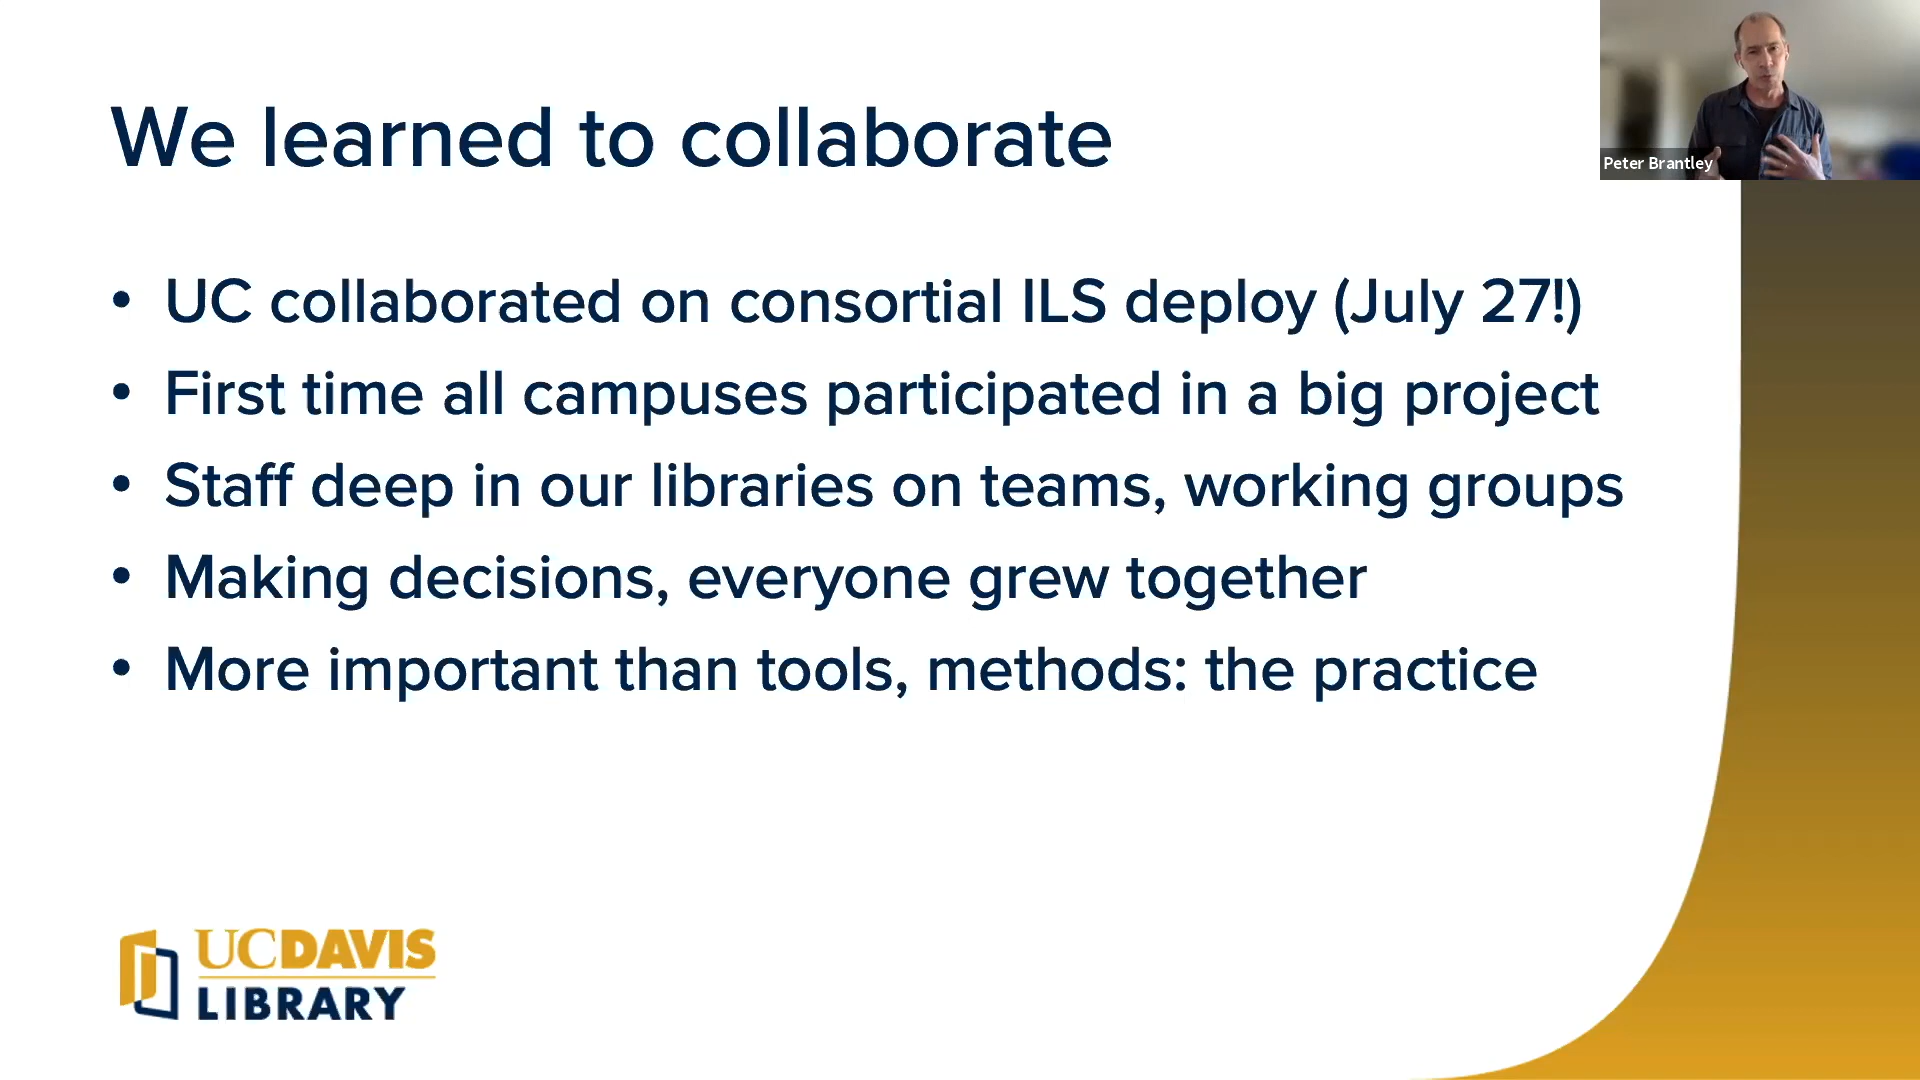 We learned to collaborate
Peter Brantley
• UC collaborated on consortial ILS deploy (July 27!)
• First time all campuses participated in a big project
• Staff deep in our libraries on teams, working groups
• Making decisions, everyone grew together
• More important than tools, methods: the practice
UCDAVIS
LIBRARY